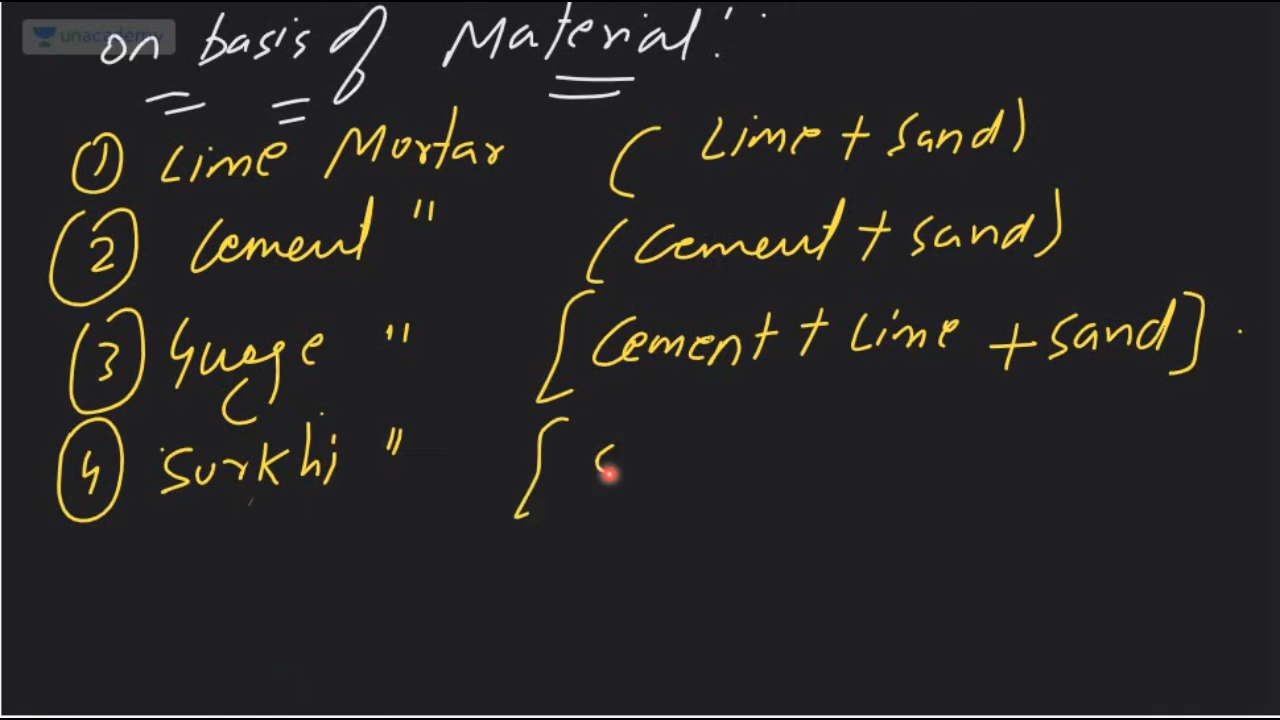 unacademy
on basis of Material:
① Lime Mortar ( Lime + Sand)
② Cement " (Cement + Sand)
③ Guage " [Cement + Lime + Sand].
④ Surkhi " [ S